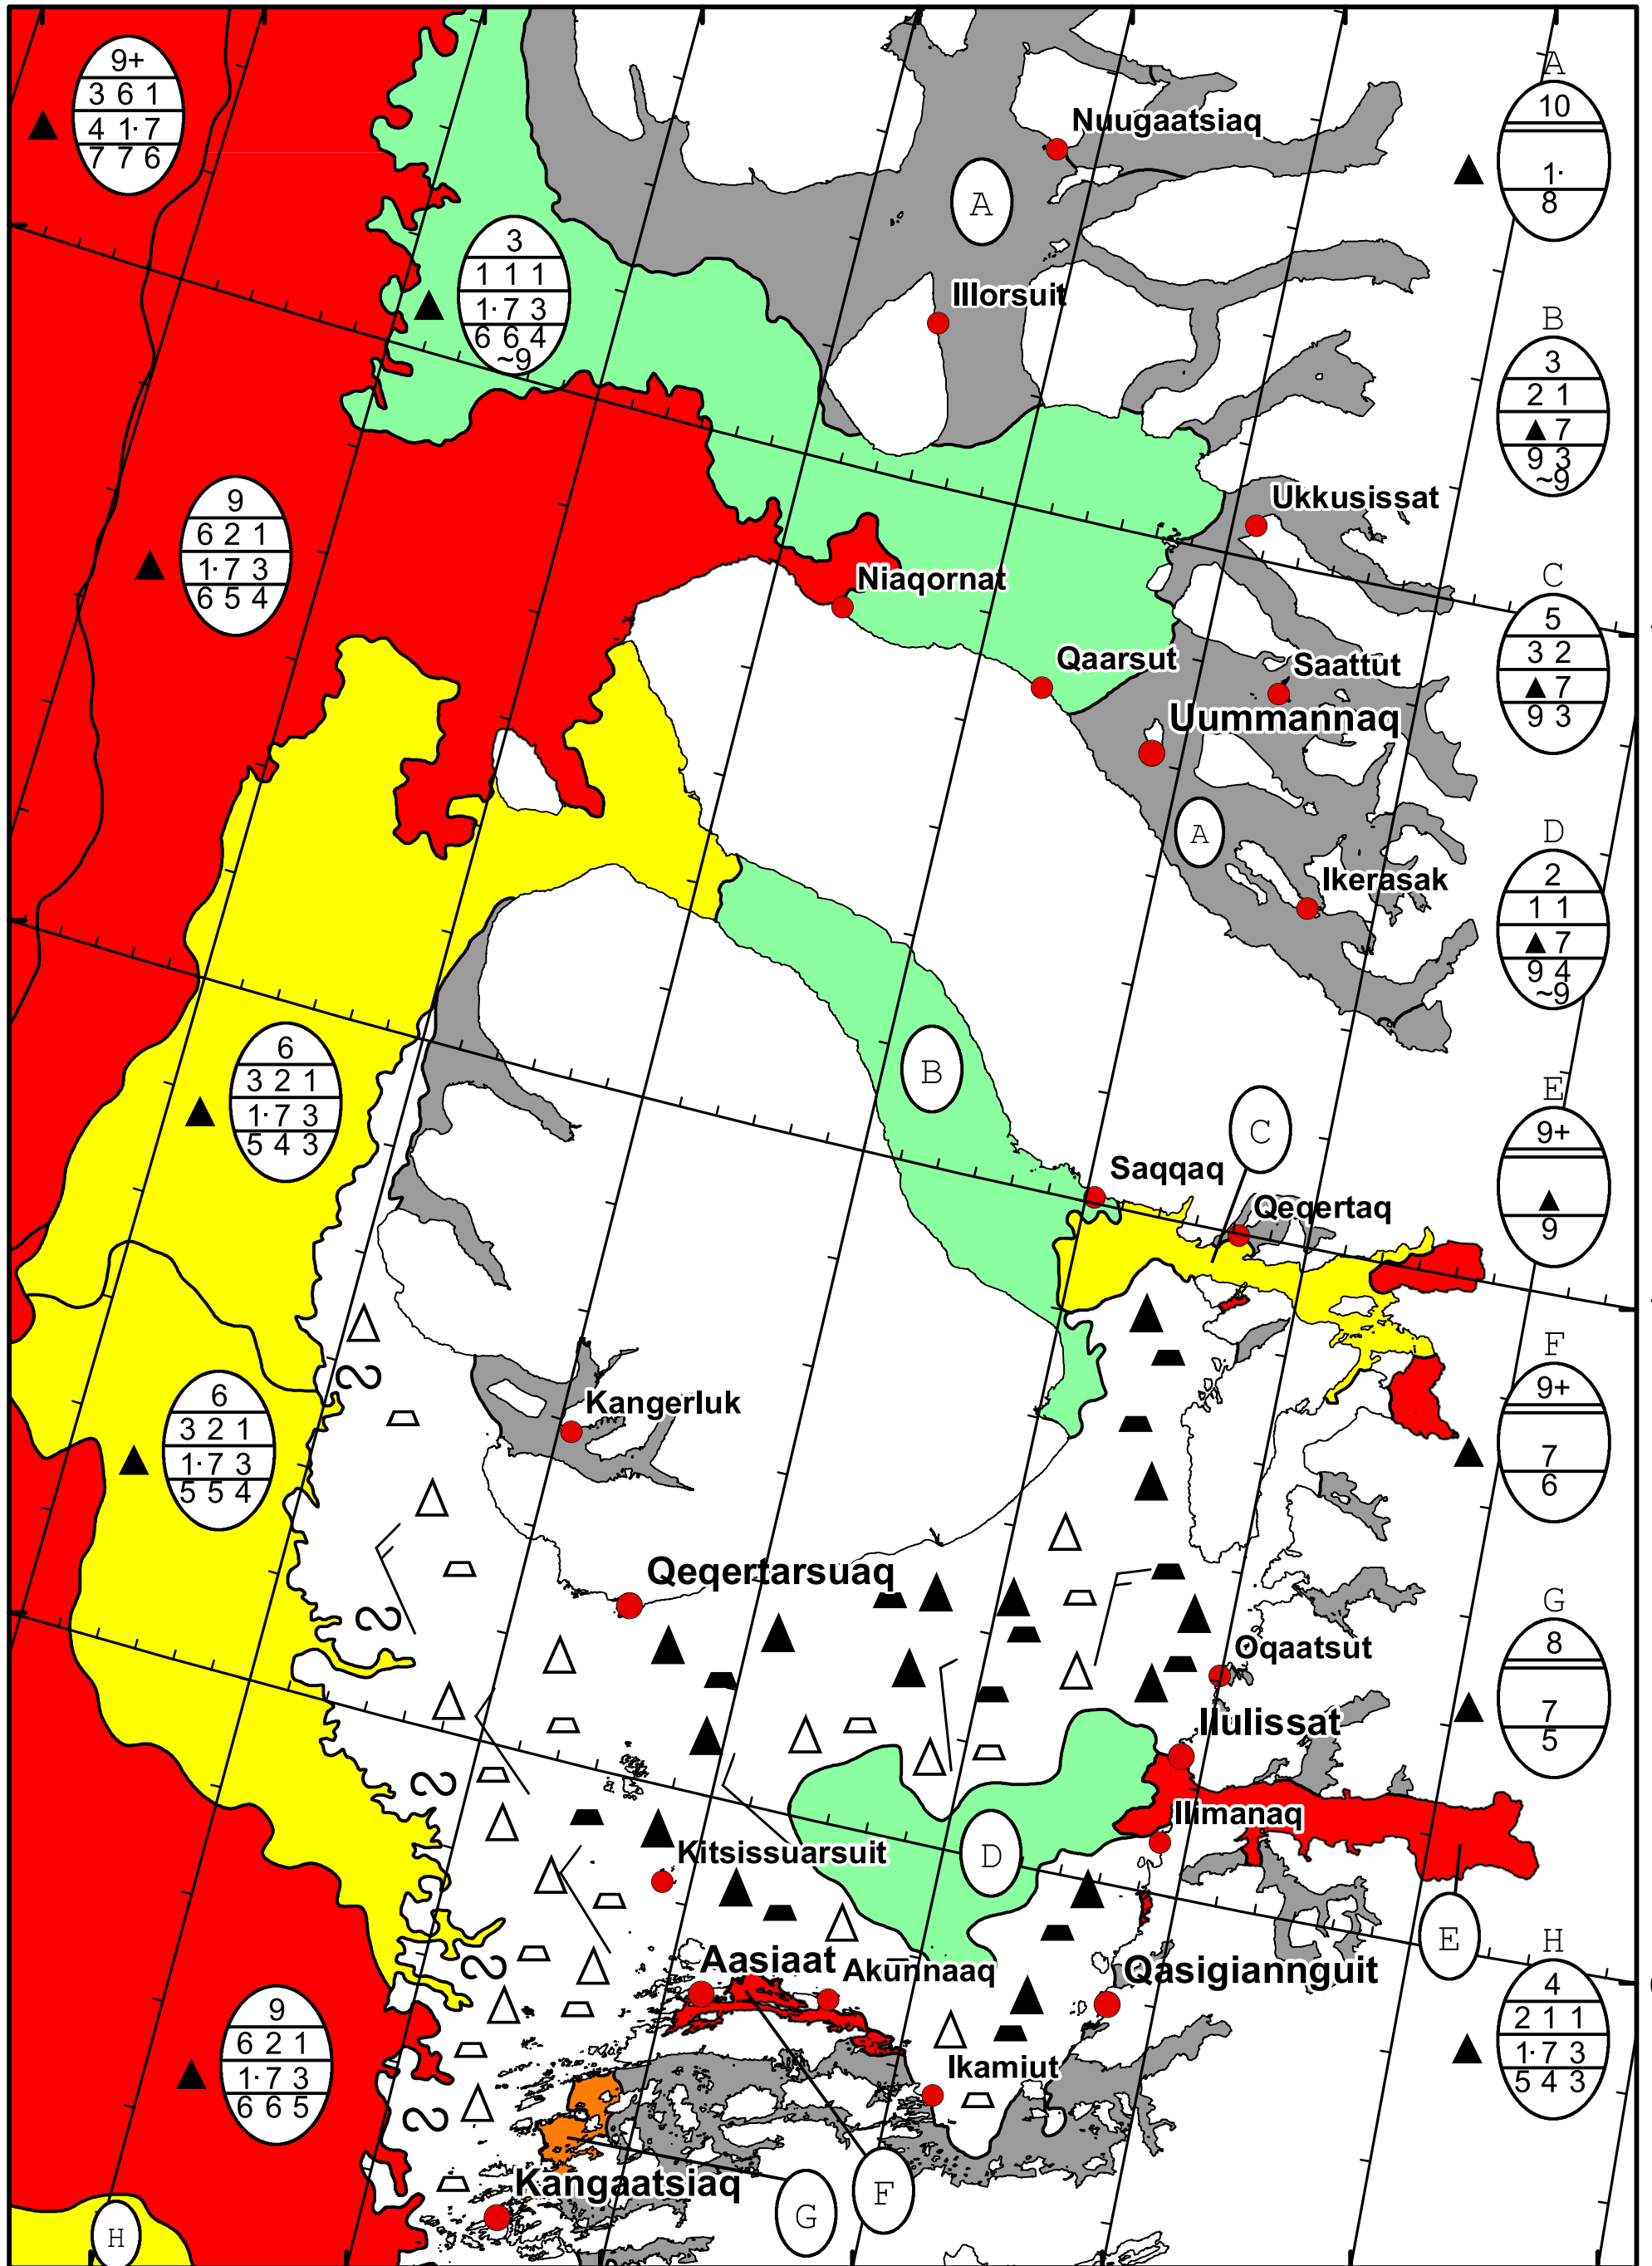 9+
3 6 1
4 1· 7
7 7 6
3
1 1 1
1· 7 3
6 6 4
~9
9
6 2 1
1· 7 3
6 5 4
6
3 2 1
1· 7 3
5 4 3
6
3 2 1
1· 7 3
5 5 4
9
6 2 1
1· 7 3
6 6 5
Nuugaatsiaq
A
Illorsuit
Ukkusissat
Niaqornat
Qaarsut
Saattut
Uummannaq
A
Ikerasak
B
C
Saqqaq
Qeqertaq
Kangerluk
Qeqertarsuaq
Oqaatsut
Ilulissat
Ilimanaq
D
Kitsissuarsuit
E
Aasiaat
Akunnaaq
Qasigiannguit
Ikamiut
F
G
Kangaatsiaq
H
A
10
1·
8
B
3
2 1
▲ 7
9 3
~9
C
5
3 2
▲ 7
9 3
D
2
1 1
▲ 7
9 4
~9
E
9+
▲
9
F
9+
7
6
G
8
7
5
H
4
2 1 1
1· 7 3
5 4 3